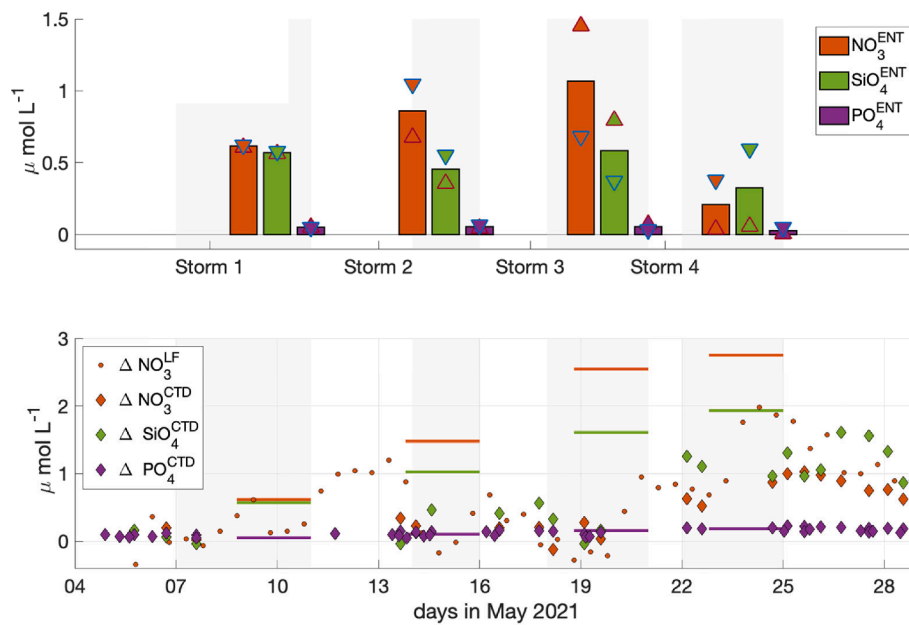 1.5
1
0.5
0
μ mol L⁻¹
NO₃ᴱᴺᵀ
SiO₄ᴱᴺᵀ
PO₄ᴱᴺᵀ
Storm 1 Storm 2 Storm 3 Storm 4
3
2
1
0
μ mol L⁻¹
Δ NO₃ᴸᶠ
Δ NO₃ᶜᵀᴰ
Δ SiO₄ᶜᵀᴰ
Δ PO₄ᶜᵀᴰ
04 07 10 13 16 19 22 25 28
days in May 2021